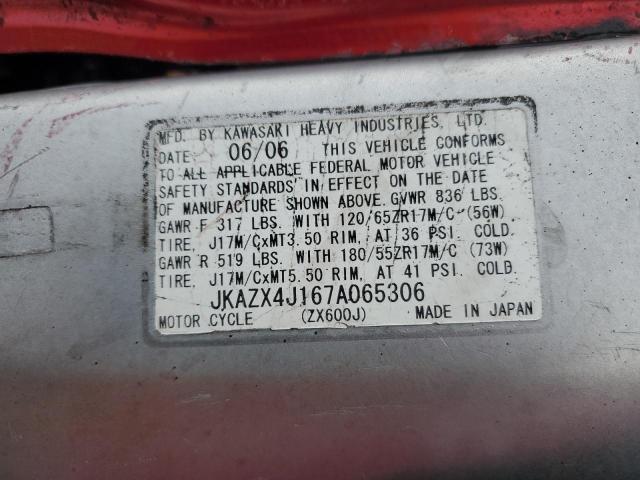 MFD. BY KAWASAKI HEAVY INDUSTRIES, LTD.
DATE: 06/06 THIS VEHICLE CONFORMS
TO ALL APPLICABLE FEDERAL MOTOR VEHICLE
SAFETY STANDARDS IN EFFECT ON THE DATE
OF MANUFACTURE SHOWN ABOVE. GVWR 836 LBS.
GAWR F 317 LBS. WITH 120/65ZR17M/C (56W)
TIRE, J17M/CxMT3.50 RIM, AT 36 PSI. COLD.
GAWR R 519 LBS. WITH 180/55ZR17M/C (73W)
TIRE, J17M/CxMT5.50 RIM, AT 41 PSI. COLD.
JKAZX4J167A065306
MOTOR CYCLE (ZX600J) MADE IN JAPAN